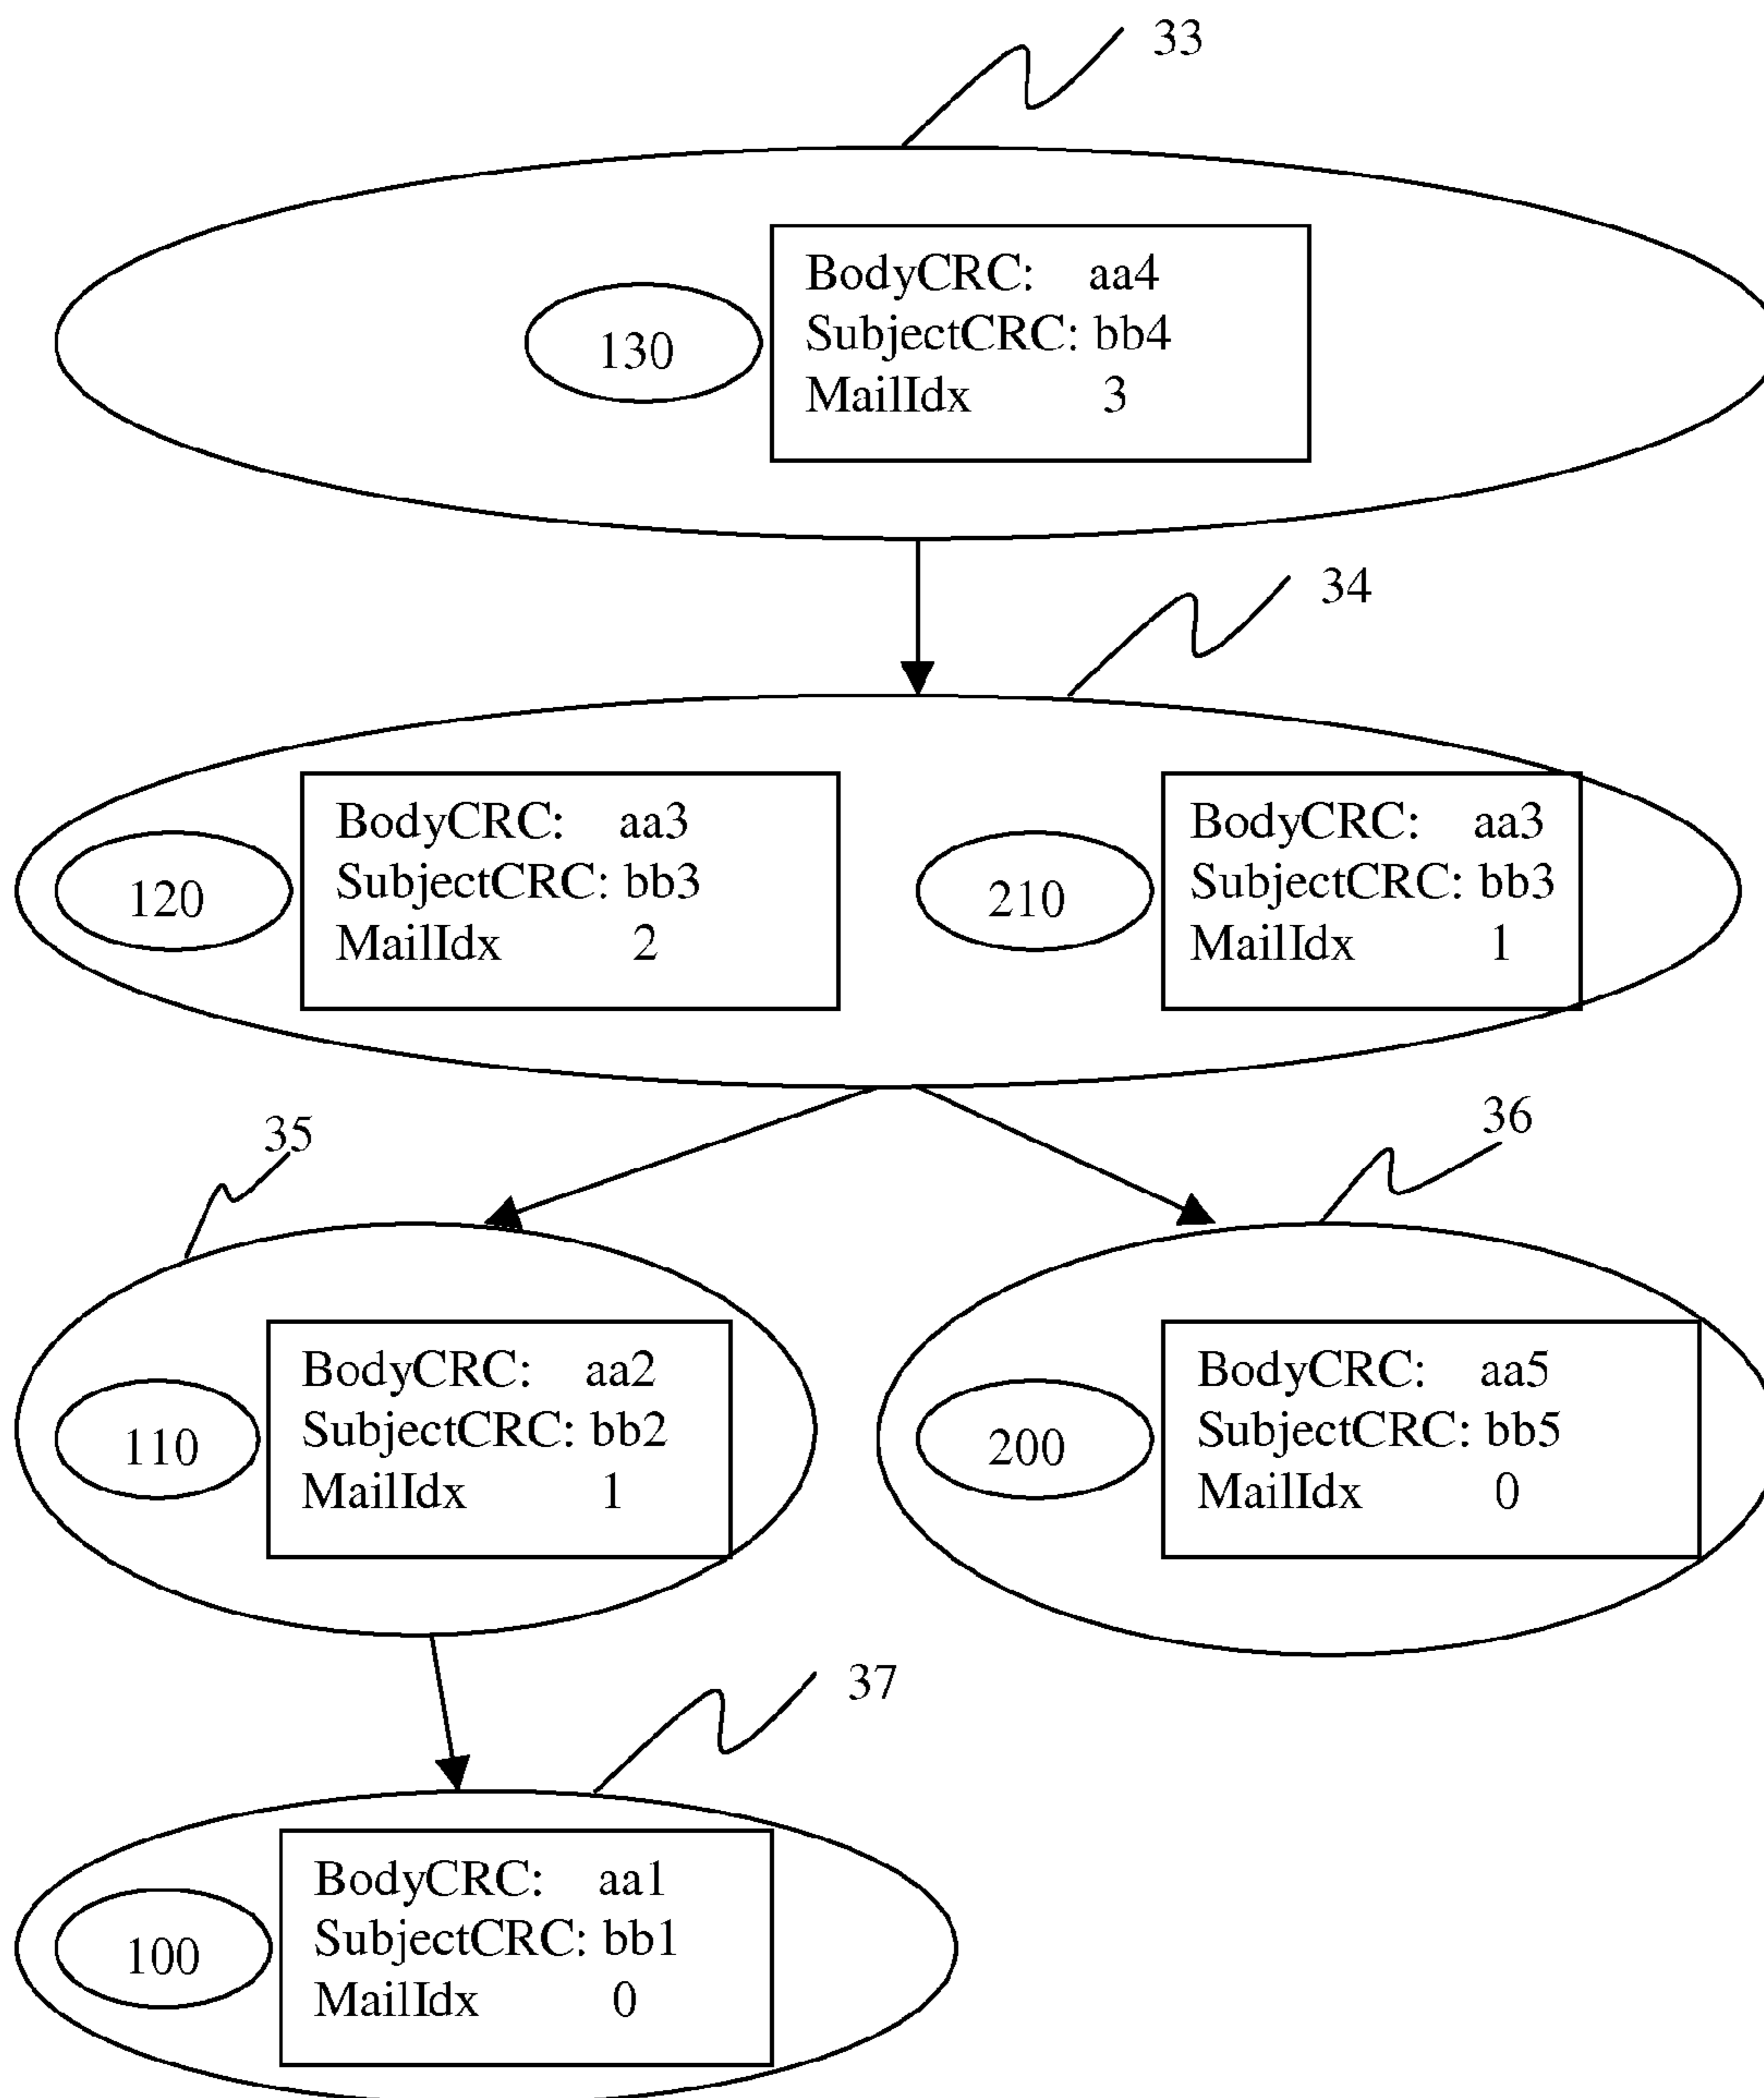 33
BodyCRC: aa4
SubjectCRC: bb4
MailIdx 3
130
34
BodyCRC: aa3
SubjectCRC: bb3
MailIdx 2
120
BodyCRC: aa3
SubjectCRC: bb3
MailIdx 1
210
35
36
BodyCRC: aa2
SubjectCRC: bb2
MailIdx 1
110
BodyCRC: aa5
SubjectCRC: bb5
MailIdx 0
200
37
BodyCRC: aa1
SubjectCRC: bb1
MailIdx 0
100